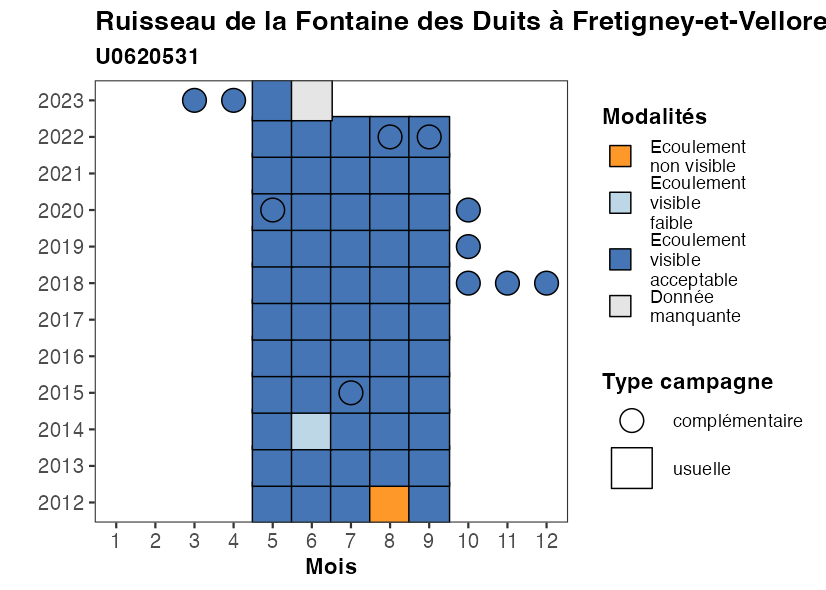 Ruisseau de la Fontaine des Duits à Fretigney-et-Vellore
U0620531
2023
2022
2021
2020
2019
2018
2017
2016
2015
2014
2013
2012
1 2 3 4 5 6 7 8 9 10 11 12
Mois
Modalités
Ecoulement
non visible
Ecoulement
visible
faible
Ecoulement
visible
acceptable
Donnée
manquante
Type campagne
complémentaire
usuelle